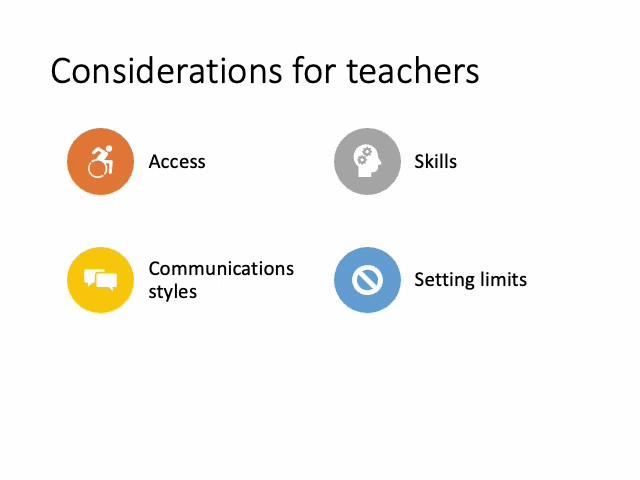 Considerations for teachers
Access
Skills
Communications
styles
Setting limits